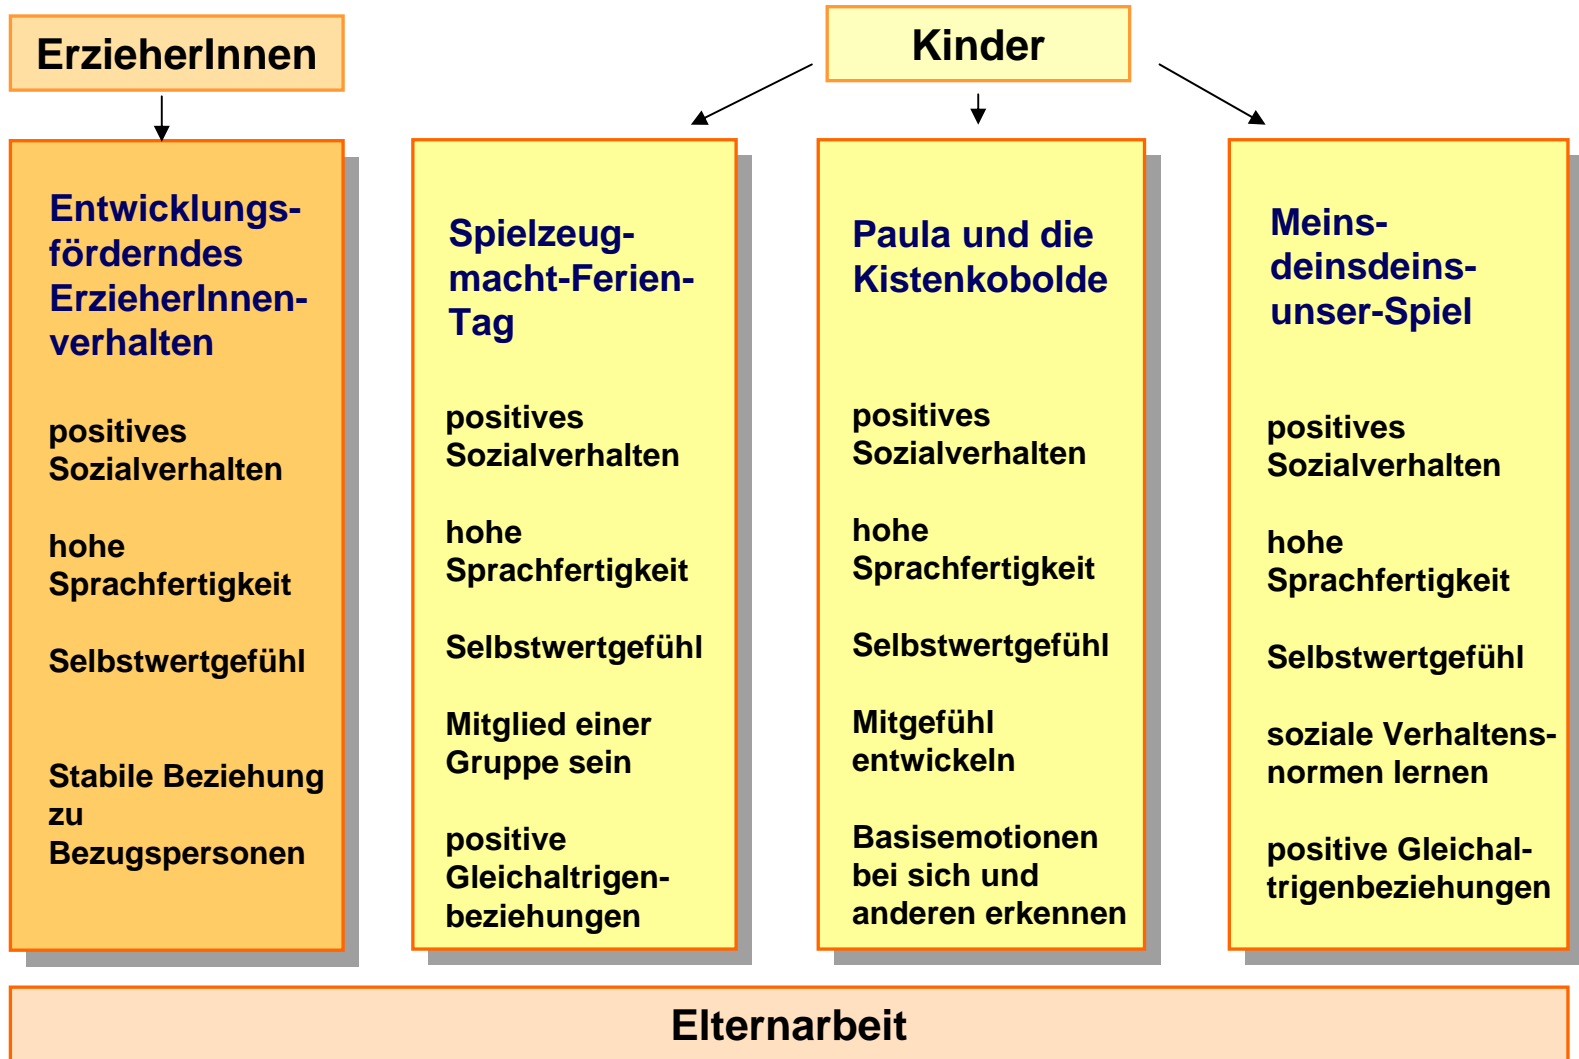 ErzieherInnen
Kinder
Entwicklungs-
förderndes
ErzieherInnen-
verhalten
positives
Sozialverhalten
hohe
Sprachfertigkeit
Selbstwertgefühl
Stabile Beziehung
zu
Bezugspersonen
Spielzeug-
macht-Ferien-
Tag
positives
Sozialverhalten
hohe
Sprachfertigkeit
Selbstwertgefühl
Mitglied einer
Gruppe sein
positive
Gleichaltrigen-
beziehungen
Paula und die
Kistenkobolde
positives
Sozialverhalten
hohe
Sprachfertigkeit
Selbstwertgefühl
Mitgefühl
entwickeln
Basisemotionen
bei sich und
anderen erkennen
Meins-
deinsdeins-
unser-Spiel
positives
Sozialverhalten
hohe
Sprachfertigkeit
Selbstwertgefühl
soziale Verhaltens-
normen lernen
positive Gleichal-
trigenbeziehungen
Elternarbeit